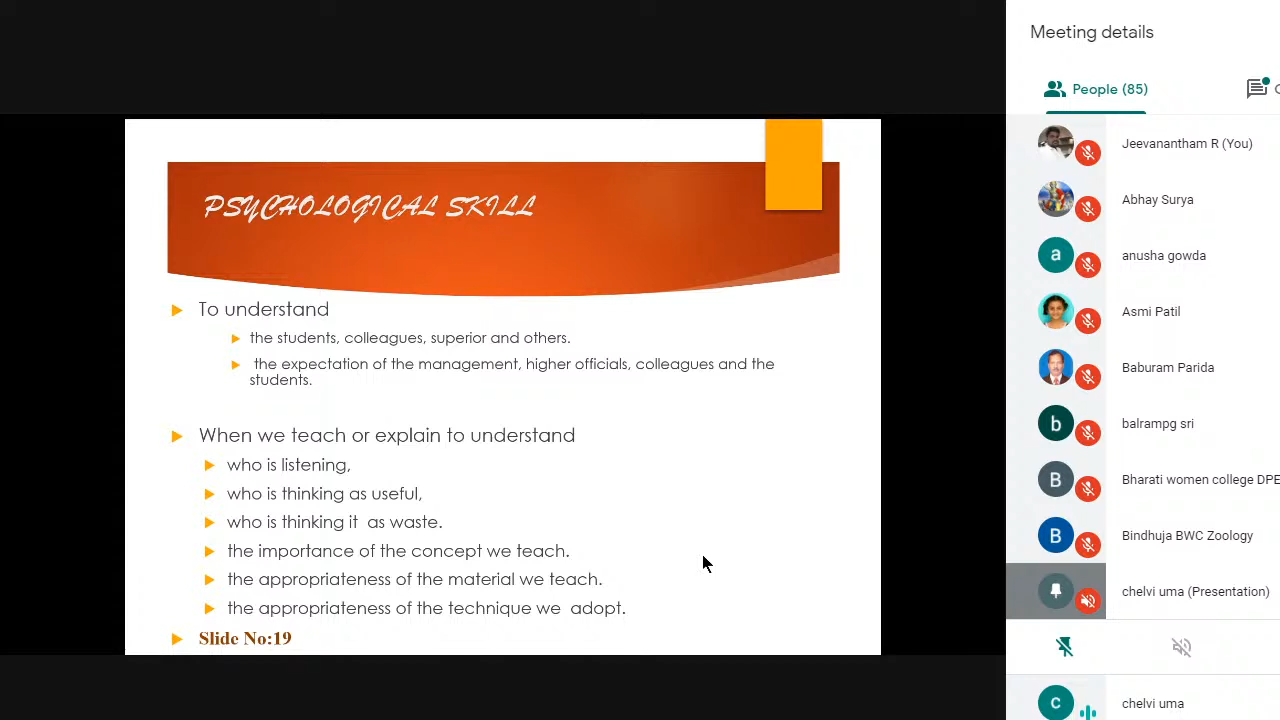 PSYCHOLOGICAL SKILL
To understand
the students, colleagues, superior and others.
the expectation of the management, higher officials, colleagues and the
students.
When we teach or explain to understand
who is listening,
who is thinking as useful,
who is thinking it as waste.
the importance of the concept we teach.
the appropriateness of the material we teach.
the appropriateness of the technique we adopt.
Slide No:19
Meeting details
People (85)
C
Jeevanantham R (You)
Abhay Surya
a
anusha gowda
Asmi Patil
Baburam Parida
b
balrampg sri
B
Bharati women college DPE
B
Bindhuja BWC Zoology
chelvi uma (Presentation)
c
chelvi uma